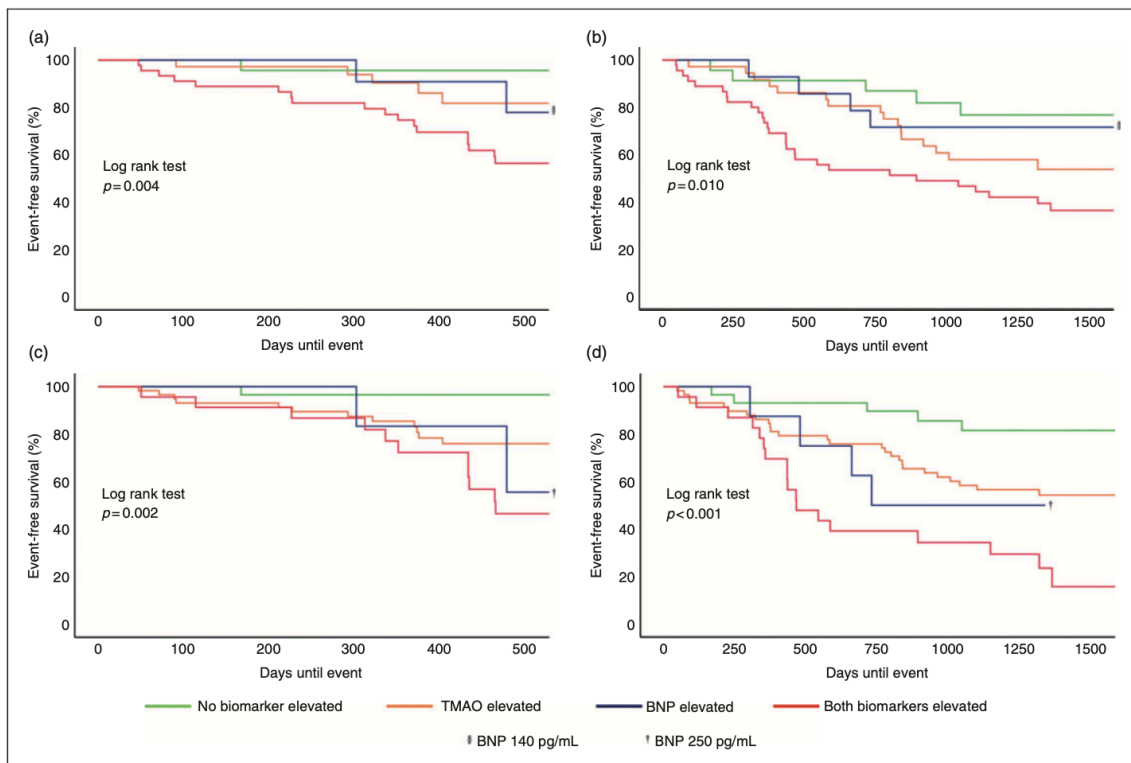 (a)
Event-free survival (%)
100
80
60
40
20
0
Log rank test
p=0.004
§
0 100 200 300 400 500
Days until event
(b)
Event-free survival (%)
100
80
60
40
20
0
Log rank test
p=0.010
§
0 250 500 750 1000 1250 1500
Days until event
(c)
Event-free survival (%)
100
80
60
40
20
0
Log rank test
p=0.002
†
0 100 200 300 400 500
Days until event
(d)
Event-free survival (%)
100
80
60
40
20
0
Log rank test
p<0.001
†
0 250 500 750 1000 1250 1500
Days until event
No biomarker elevated TMAO elevated BNP elevated Both biomarkers elevated
§ BNP 140 pg/mL † BNP 250 pg/mL